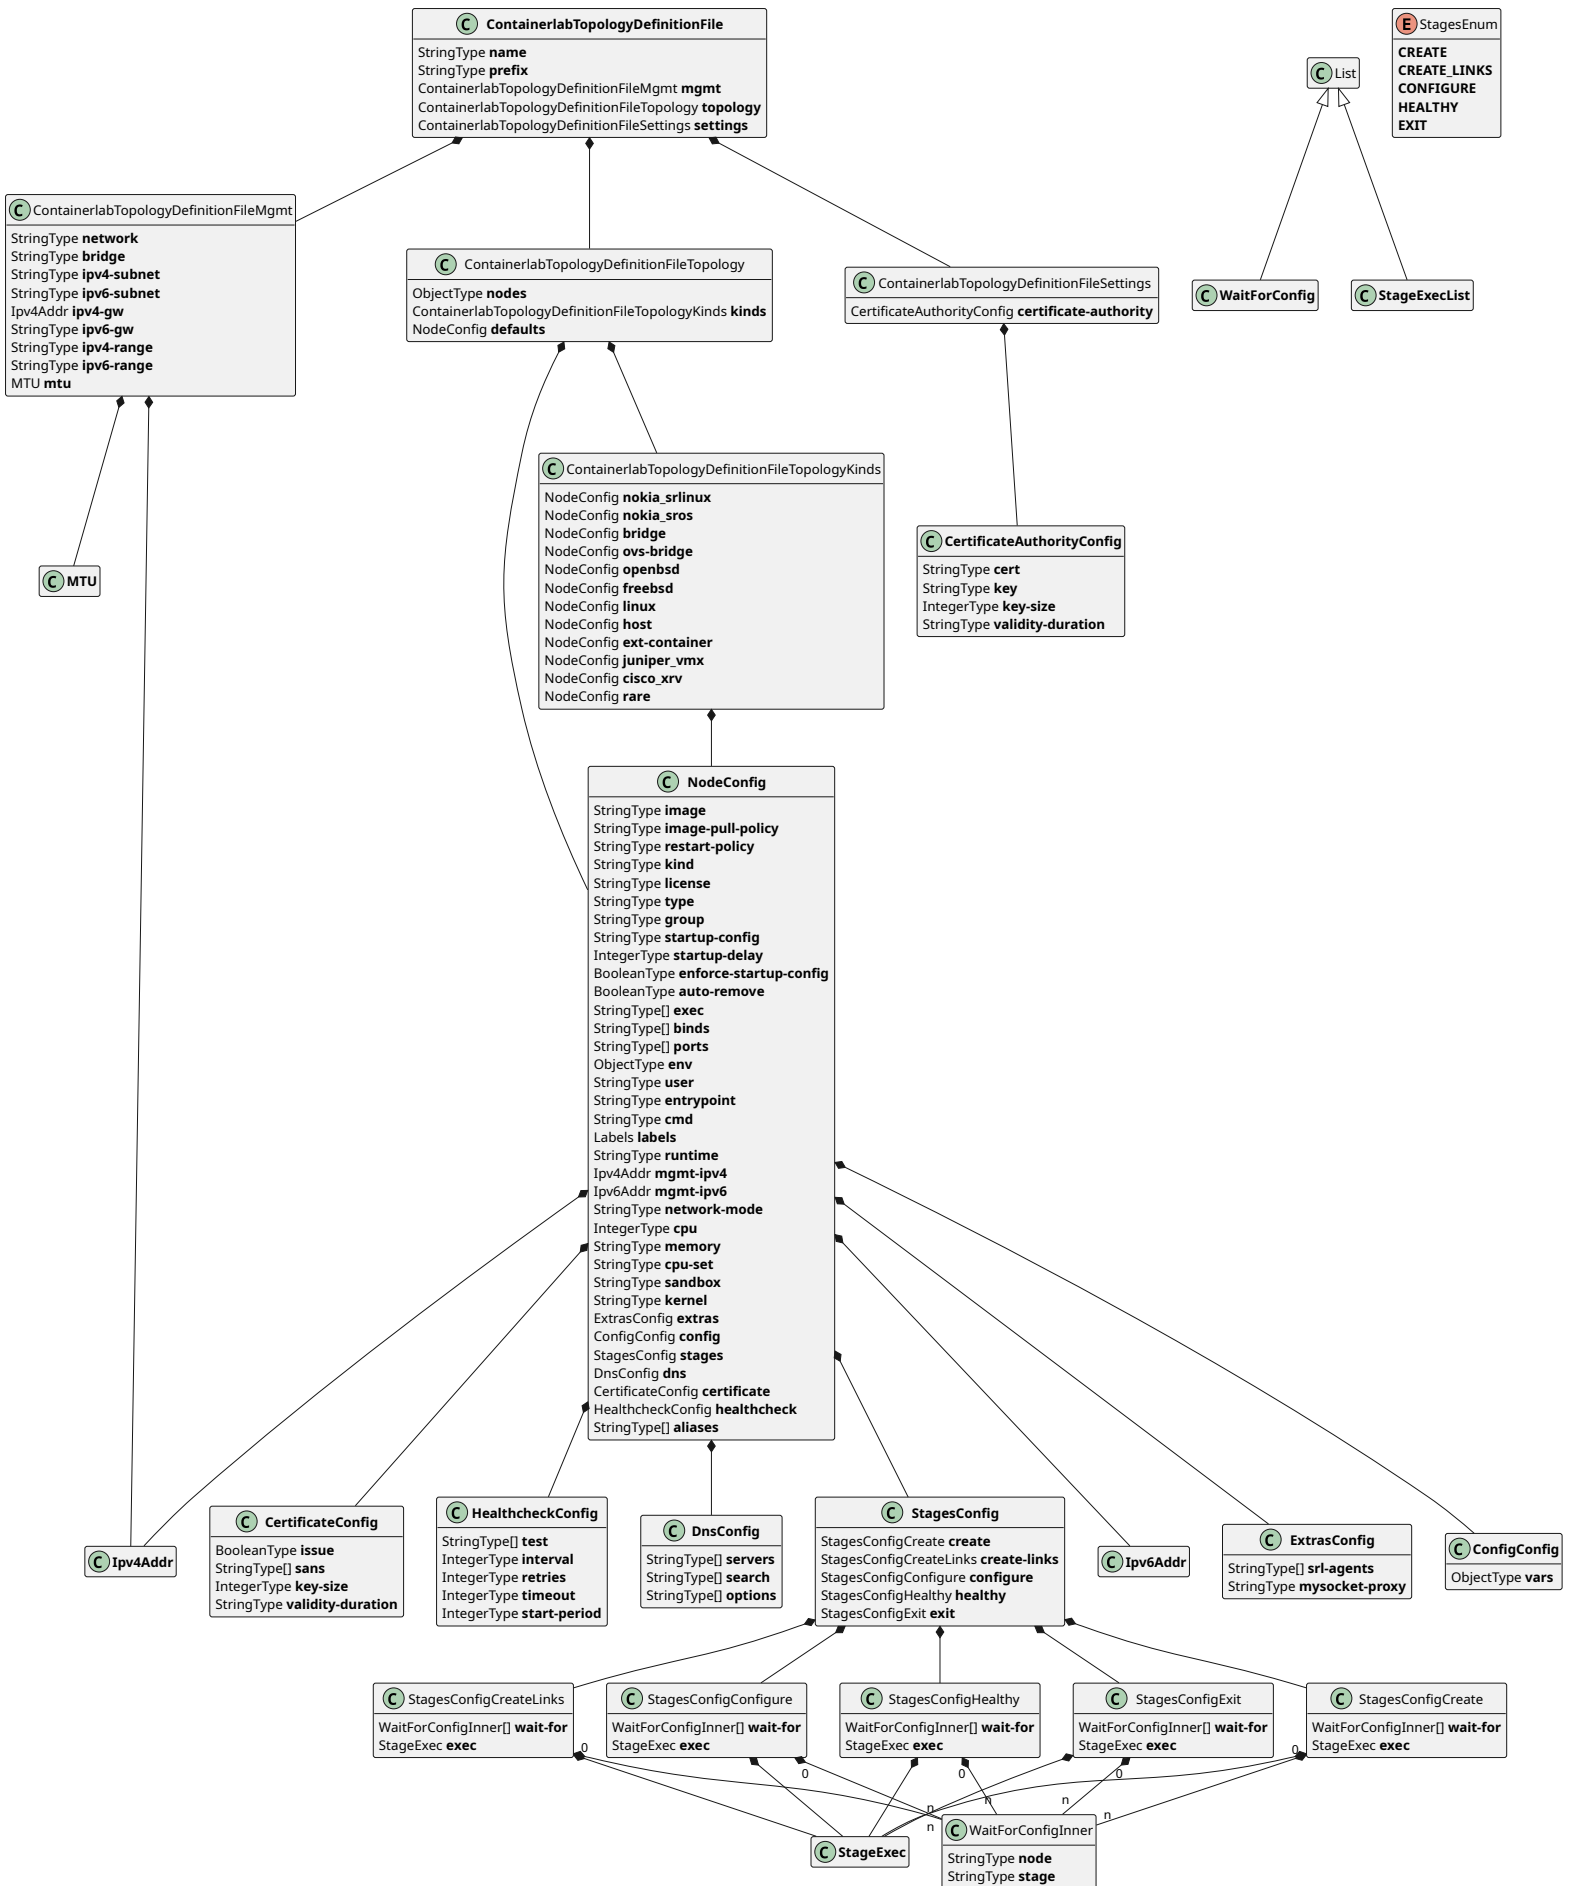 C ContainerlabTopologyDefinitionFile
StringType name
StringType prefix
ContainerlabTopologyDefinitionFileMgmt mgmt
ContainerlabTopologyDefinitionFileTopology topology
ContainerlabTopologyDefinitionFileSettings settings
C List
E StagesEnum
CREATE
CREATE_LINKS
CONFIGURE
HEALTHY
EXIT
C ContainerlabTopologyDefinitionFileMgmt
StringType network
StringType bridge
StringType ipv4-subnet
StringType ipv6-subnet
Ipv4Addr ipv4-gw
StringType ipv6-gw
StringType ipv4-range
StringType ipv6-range
MTU mtu
C ContainerlabTopologyDefinitionFileTopology
ObjectType nodes
ContainerlabTopologyDefinitionFileTopologyKinds kinds
NodeConfig defaults
C ContainerlabTopologyDefinitionFileSettings
CertificateAuthorityConfig certificate-authority
C WaitForConfig
C StageExecList
C MTU
C ContainerlabTopologyDefinitionFileTopologyKinds
NodeConfig nokia_srlinux
NodeConfig nokia_sros
NodeConfig bridge
NodeConfig ovs-bridge
NodeConfig openbsd
NodeConfig freebsd
NodeConfig linux
NodeConfig host
NodeConfig ext-container
NodeConfig juniper_vmx
NodeConfig cisco_xrv
NodeConfig rare
C CertificateAuthorityConfig
StringType cert
StringType key
IntegerType key-size
StringType validity-duration
C NodeConfig
StringType image
StringType image-pull-policy
StringType restart-policy
StringType kind
StringType license
StringType type
StringType group
StringType startup-config
IntegerType startup-delay
BooleanType enforce-startup-config
BooleanType auto-remove
StringType[] exec
StringType[] binds
StringType[] ports
ObjectType env
StringType user
StringType entrypoint
StringType cmd
Labels labels
StringType runtime
Ipv4Addr mgmt-ipv4
Ipv6Addr mgmt-ipv6
StringType network-mode
IntegerType cpu
StringType memory
StringType cpu-set
StringType sandbox
StringType kernel
ExtrasConfig extras
ConfigConfig config
StagesConfig stages
DnsConfig dns
CertificateConfig certificate
HealthcheckConfig healthcheck
StringType[] aliases
C Ipv4Addr
C CertificateConfig
BooleanType issue
StringType[] sans
IntegerType key-size
StringType validity-duration
C HealthcheckConfig
StringType[] test
IntegerType interval
IntegerType retries
IntegerType timeout
IntegerType start-period
C DnsConfig
StringType[] servers
StringType[] search
StringType[] options
C StagesConfig
StagesConfigCreate create
StagesConfigCreateLinks create-links
StagesConfigConfigure configure
StagesConfigHealthy healthy
StagesConfigExit exit
C Ipv6Addr
C ExtrasConfig
StringType[] srl-agents
StringType mysocket-proxy
C ConfigConfig
ObjectType vars
C StagesConfigCreateLinks
WaitForConfigInner[] wait-for
StageExec exec
C StagesConfigConfigure
WaitForConfigInner[] wait-for
StageExec exec
C StagesConfigHealthy
WaitForConfigInner[] wait-for
StageExec exec
C StagesConfigExit
WaitForConfigInner[] wait-for
StageExec exec
C StagesConfigCreate
WaitForConfigInner[] wait-for
StageExec exec
0
0
0
0
0
n
n
n
n
n
C StageExec
C WaitForConfigInner
StringType node
StringType stage